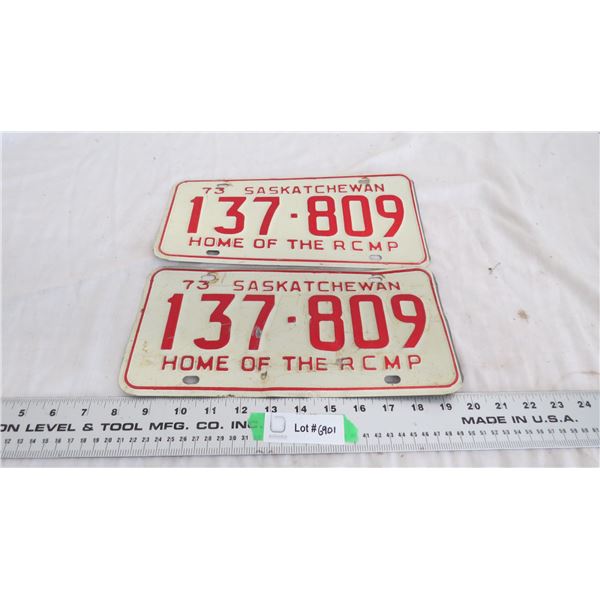 73 SASKATCHEWAN
137·809
HOME OF THE RCMP
73 SASKATCHEWAN
137·809
HOME OF THE RCMP
5 6 7 8 9 10 11 12 13 14 15 16 17 18 19 20 21 22 23 24
ON LEVEL & TOOL MFG. CO. INC.
MADE IN U.S.A.
Lot #6901